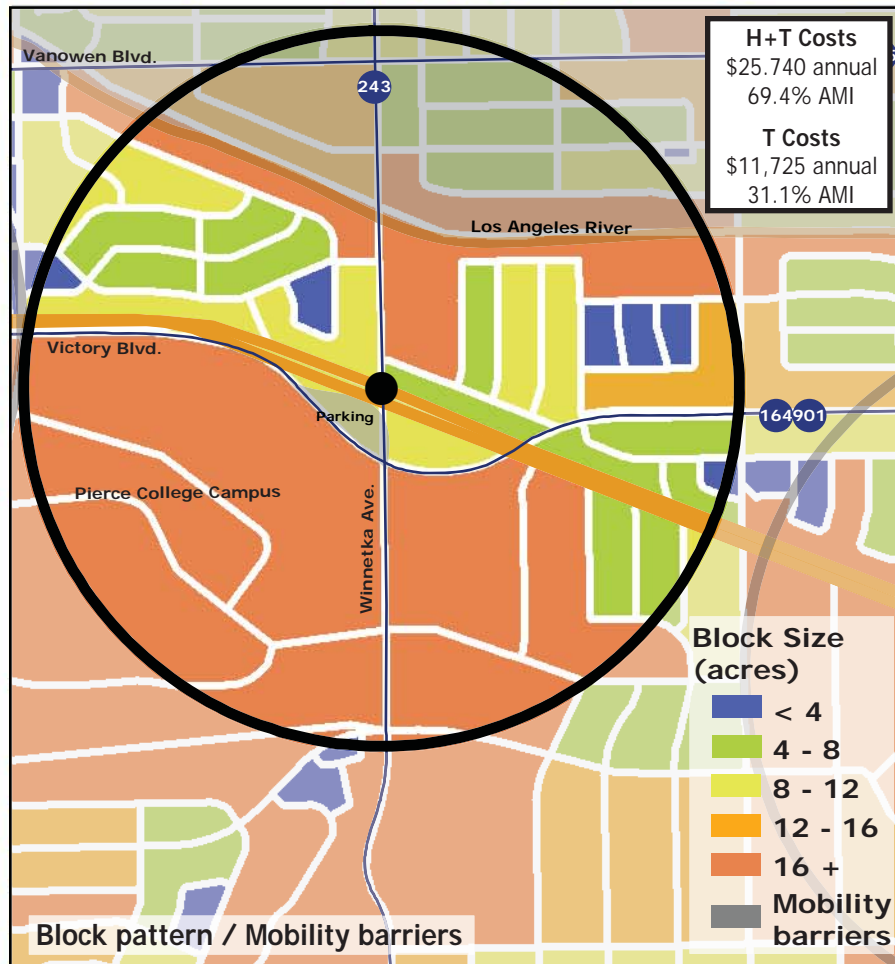 H+T Costs
$25.740 annual
69.4% AMI
T Costs
$11,725 annual
31.1% AMI
Vanowen Blvd.
243
Los Angeles River
Victory Blvd.
Parking
164 901
Pierce College Campus
Winnetka Ave.
Block Size
(acres)
< 4
4 - 8
8 - 12
12 - 16
16 +
Mobility
barriers
Block pattern / Mobility barriers